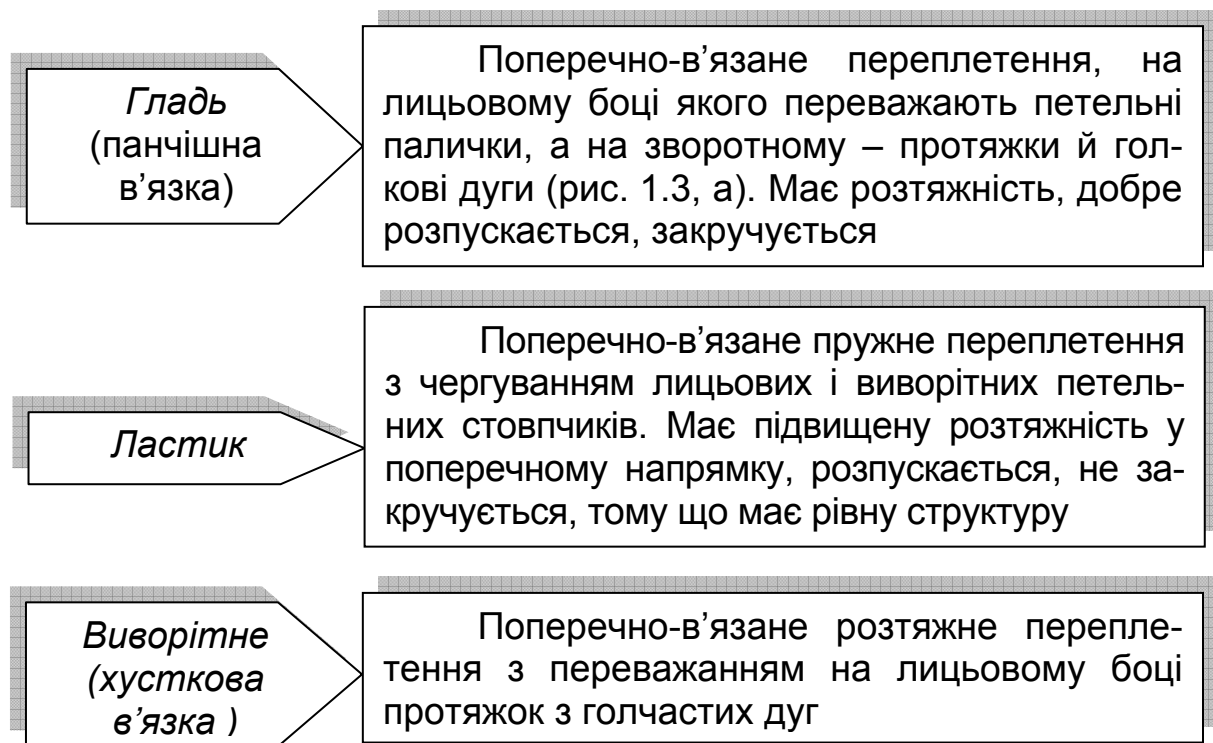 Гладь
(панчішна
в’язка)
Поперечно-в’язане переплетення, на
лицьовому боці якого переважають петельні
палички, а на зворотному – протяжки й гол-
кові дуги (рис. 1.3, а). Має розтяжність, добре
розпускається, закручується
Ластик
Поперечно-в’язане пружне переплетення
з чергуванням лицьових і виворітних петель-
них стовпчиків. Має підвищену розтяжність у
поперечному напрямку, розпускається, не за-
кручується, тому що має рівну структуру
Виворітне
(хусткова
в’язка )
Поперечно-в’язане розтяжне перепле-
тення з переважанням на лицьовому боці
протяжок з голчастих дуг